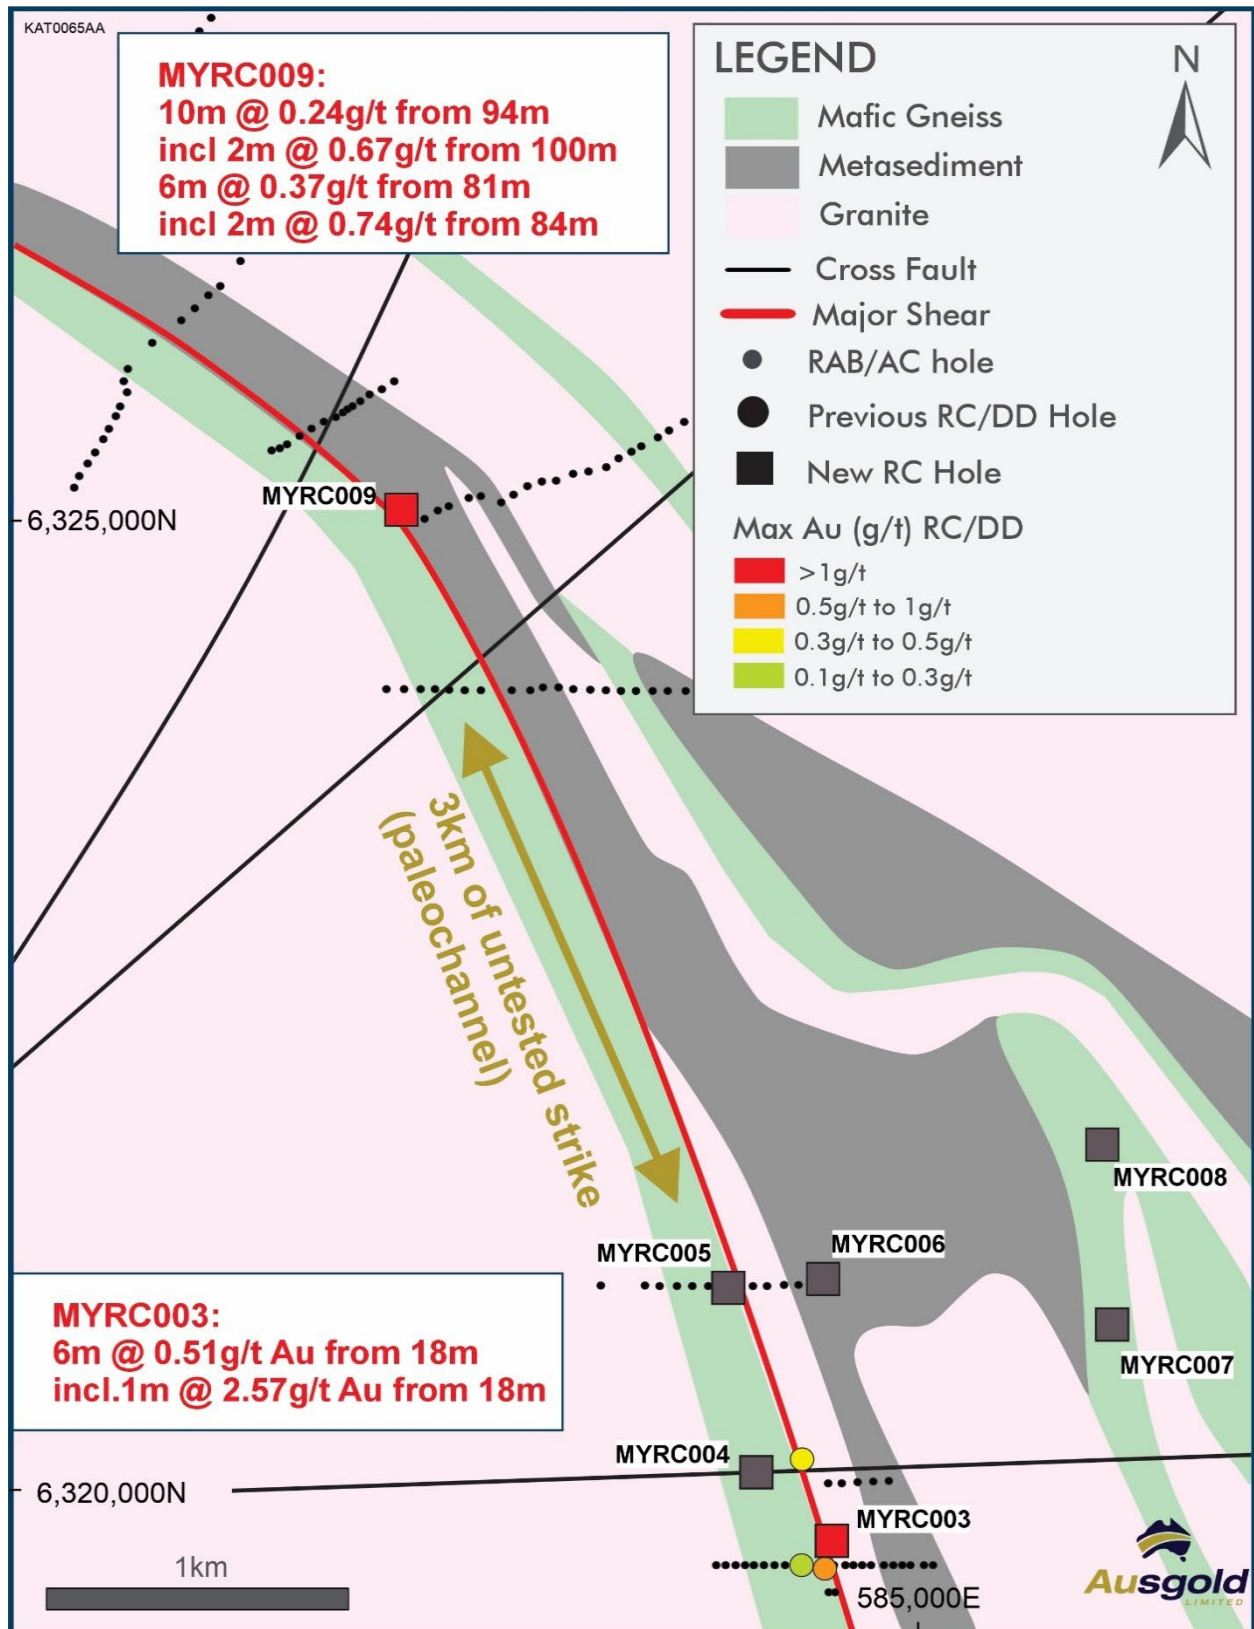 KAT0065AA
MYRC009:
10m @ 0.24g/t from 94m
incl 2m @ 0.67g/t from 100m
6m @ 0.37g/t from 81m
incl 2m @ 0.74g/t from 84m
LEGEND
N
Mafic Gneiss
Metasediment
Granite
Cross Fault
Major Shear
RAB/AC hole
Previous RC/DD Hole
New RC Hole
Max Au (g/t) RC/DD
>1g/t
0.5g/t to 1g/t
0.3g/t to 0.5g/t
0.1g/t to 0.3g/t
MYRC009
6,325,000N
3km of untested strike
(paleochannel)
MYRC008
MYRC005
MYRC006
MYRC007
MYRC003:
6m @ 0.51g/t Au from 18m
incl.1m @ 2.57g/t Au from 18m
MYRC004
6,320,000N
MYRC003
1km
585,000E
Ausgold
LIMITED